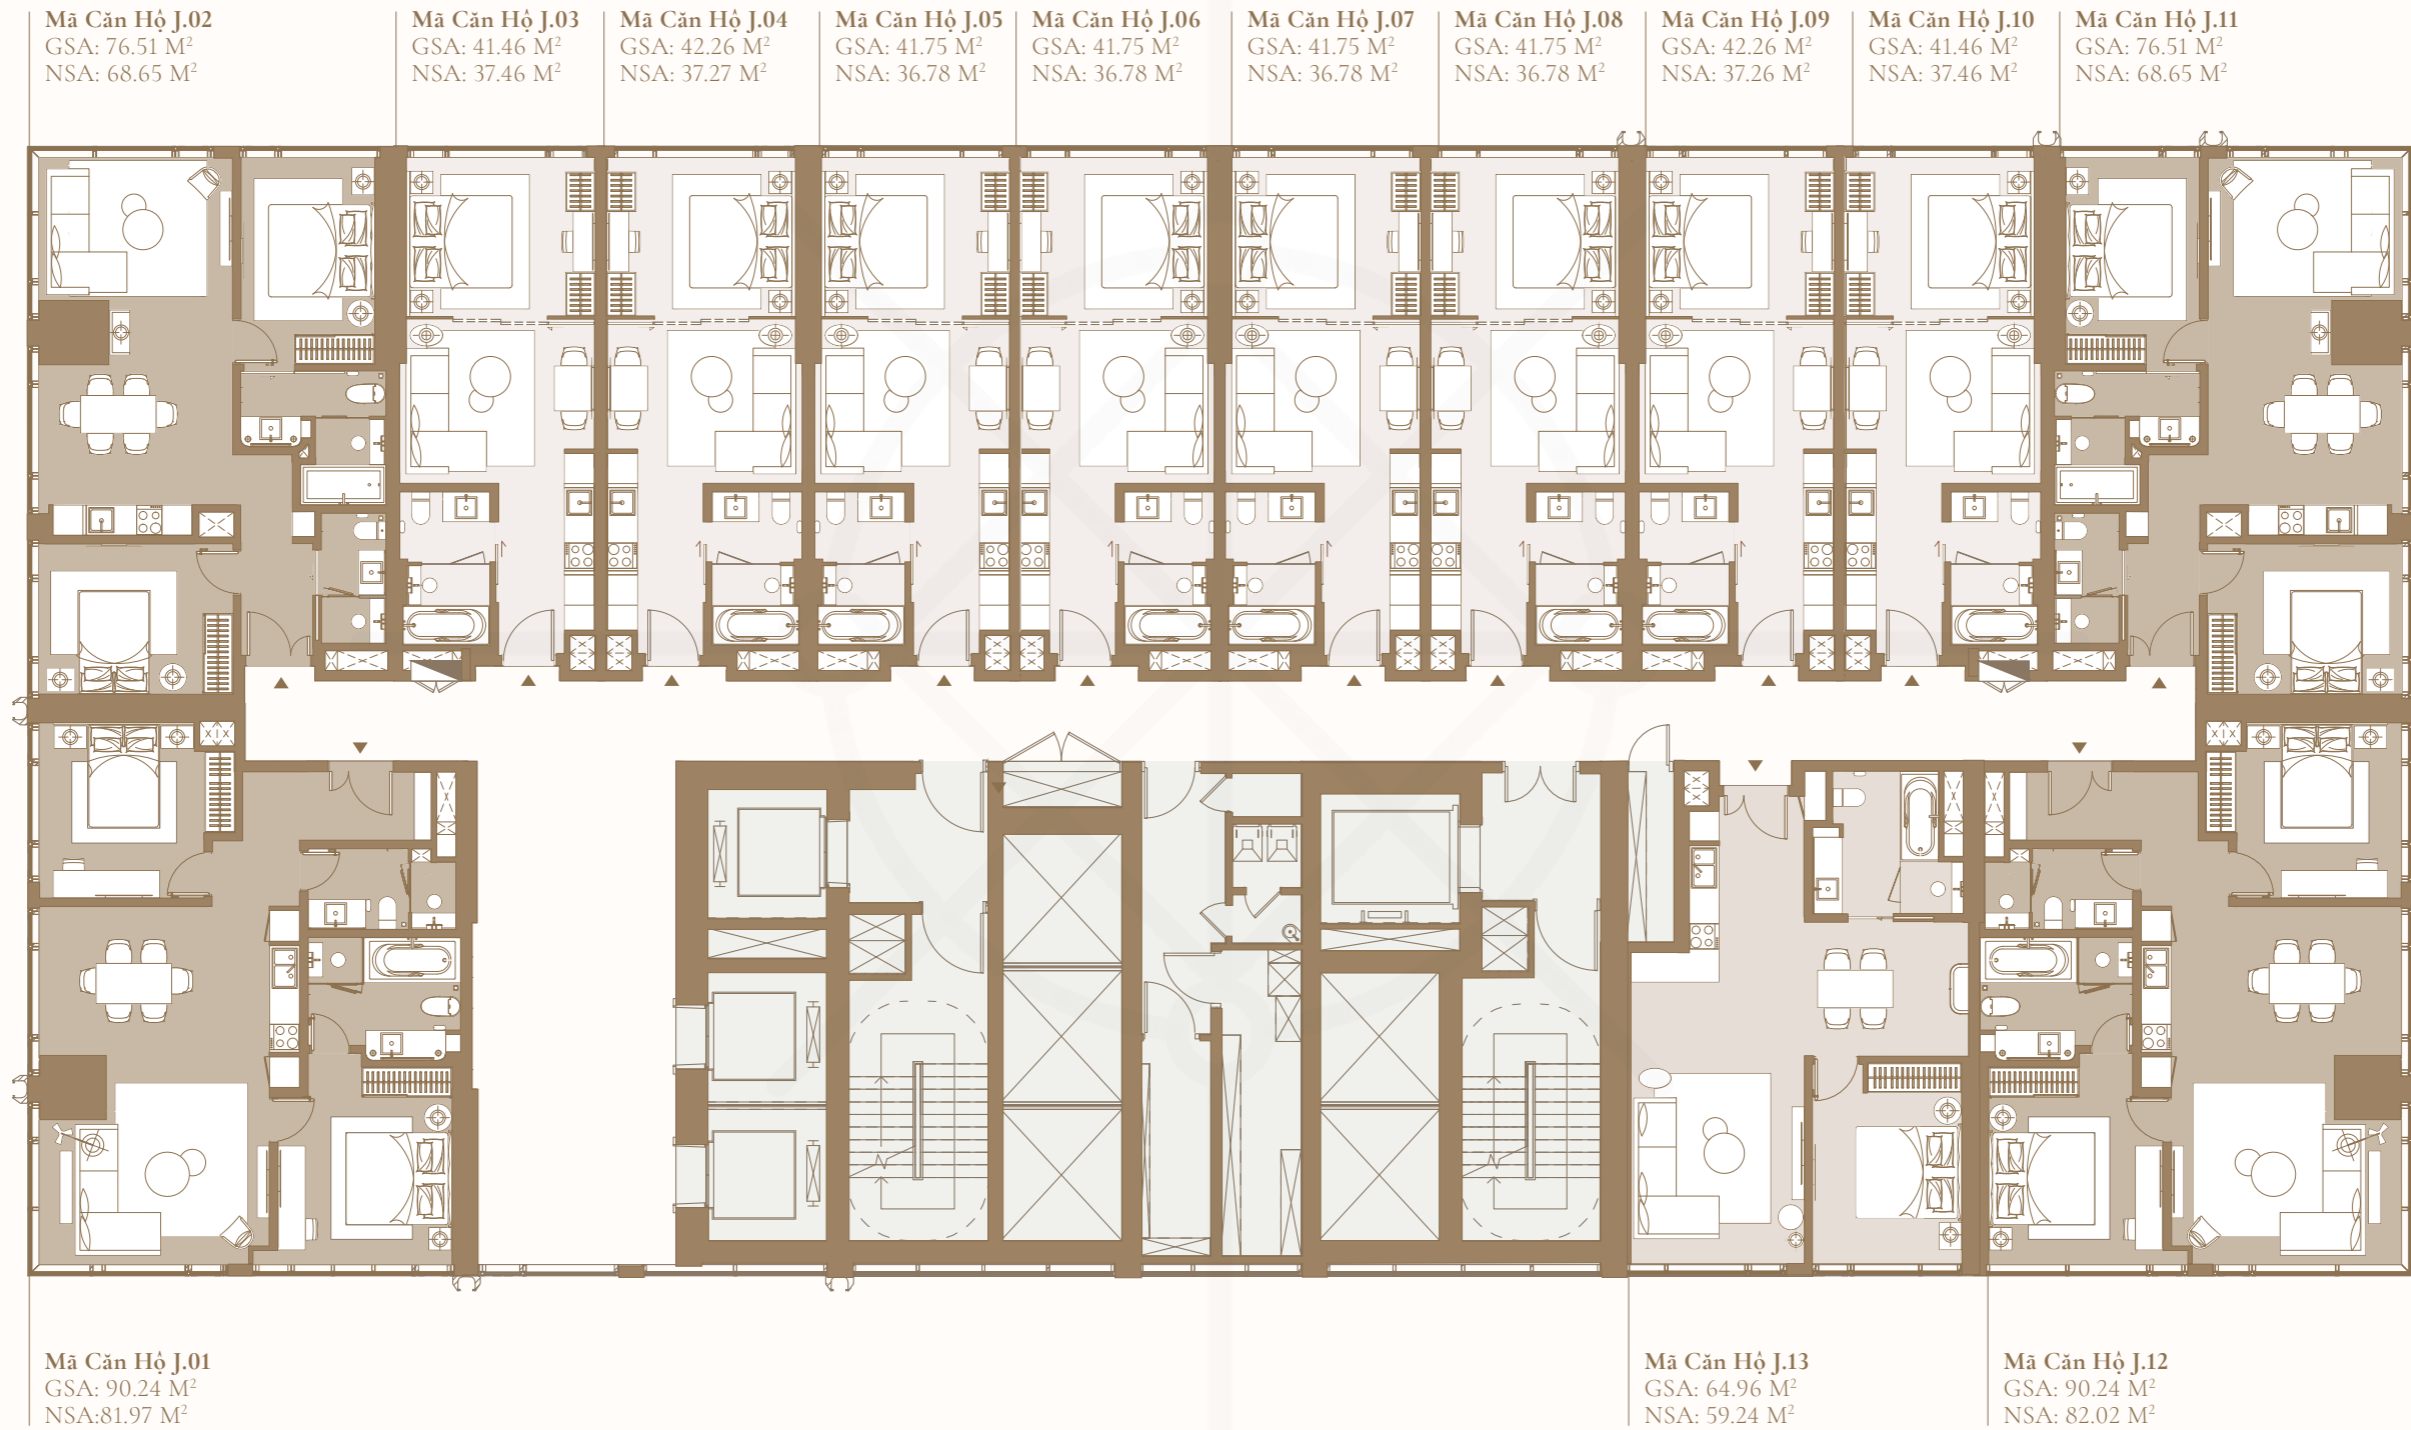 Mã Căn Hộ J.02
GSA: 76.51 M²
NSA: 68.65 M²
Mã Căn Hộ J.03
GSA: 41.46 M²
NSA: 37.46 M²
Mã Căn Hộ J.04
GSA: 42.26 M²
NSA: 37.27 M²
Mã Căn Hộ J.05
GSA: 41.75 M²
NSA: 36.78 M²
Mã Căn Hộ J.06
GSA: 41.75 M²
NSA: 36.78 M²
Mã Căn Hộ J.07
GSA: 41.75 M²
NSA: 36.78 M²
Mã Căn Hộ J.08
GSA: 41.75 M²
NSA: 36.78 M²
Mã Căn Hộ J.09
GSA: 42.26 M²
NSA: 37.26 M²
Mã Căn Hộ J.10
GSA: 41.46 M²
NSA: 37.46 M²
Mã Căn Hộ J.11
GSA: 76.51 M²
NSA: 68.65 M²
Mã Căn Hộ J.01
GSA: 90.24 M²
NSA:81.97 M²
Mã Căn Hộ J.13
GSA: 64.96 M²
NSA: 59.24 M²
Mã Căn Hộ J.12
GSA: 90.24 M²
NSA: 82.02 M²